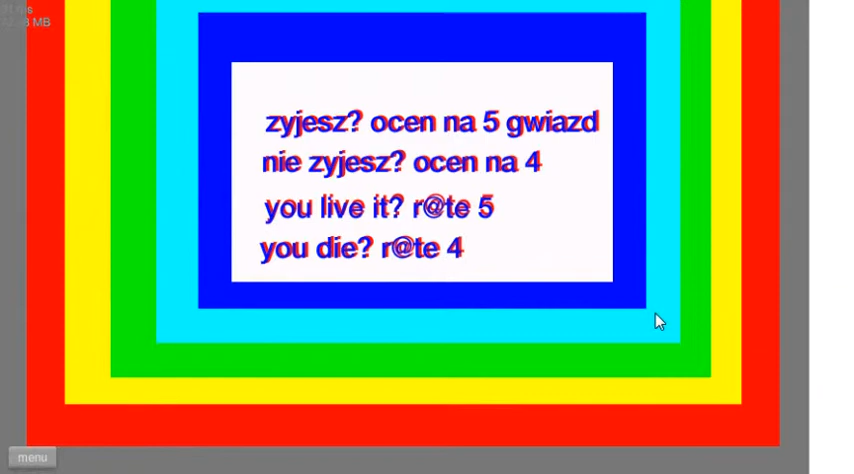 zyjesz? ocen na 5 gwiazd
nie zyjesz? ocen na 4
you live it? r@te 5
you die? r@te 4
menu